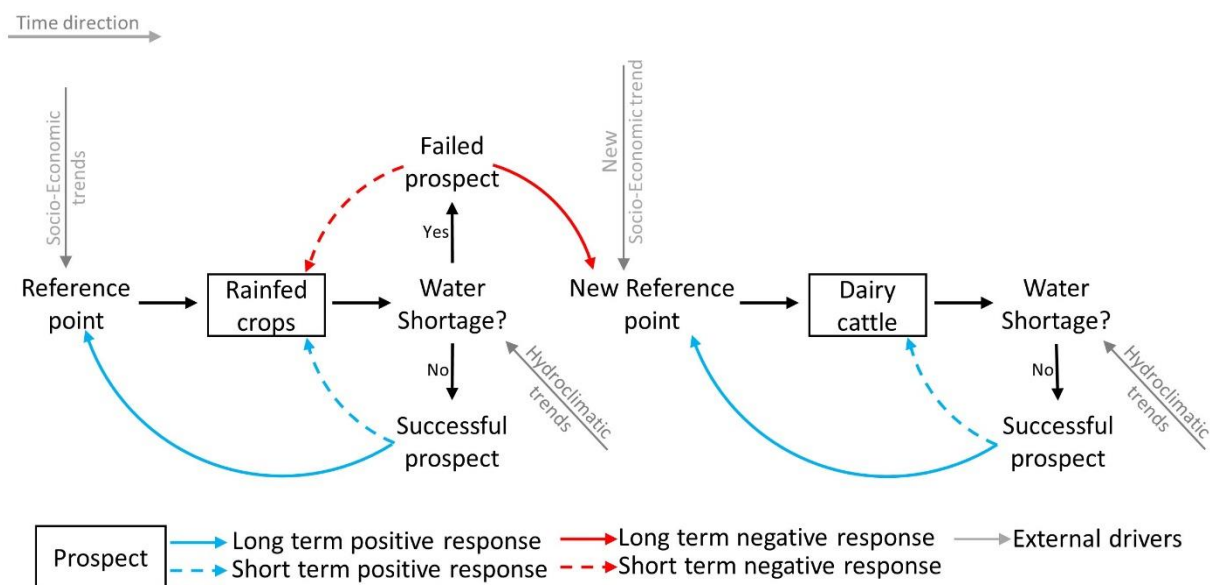 Time direction
Socio-Economic
trends
New
Socio-Economic trend
Failed
prospect
Yes
Reference
point
Rainfed
crops
Water
Shortage?
New Reference
point
Dairy
cattle
Water
Shortage?
No
Hydroclimatic
trends
No
Hydroclimatic
trends
Successful
prospect
Successful
prospect
Prospect
Long term positive response
Short term positive response
Long term negative response
Short term negative response
External drivers